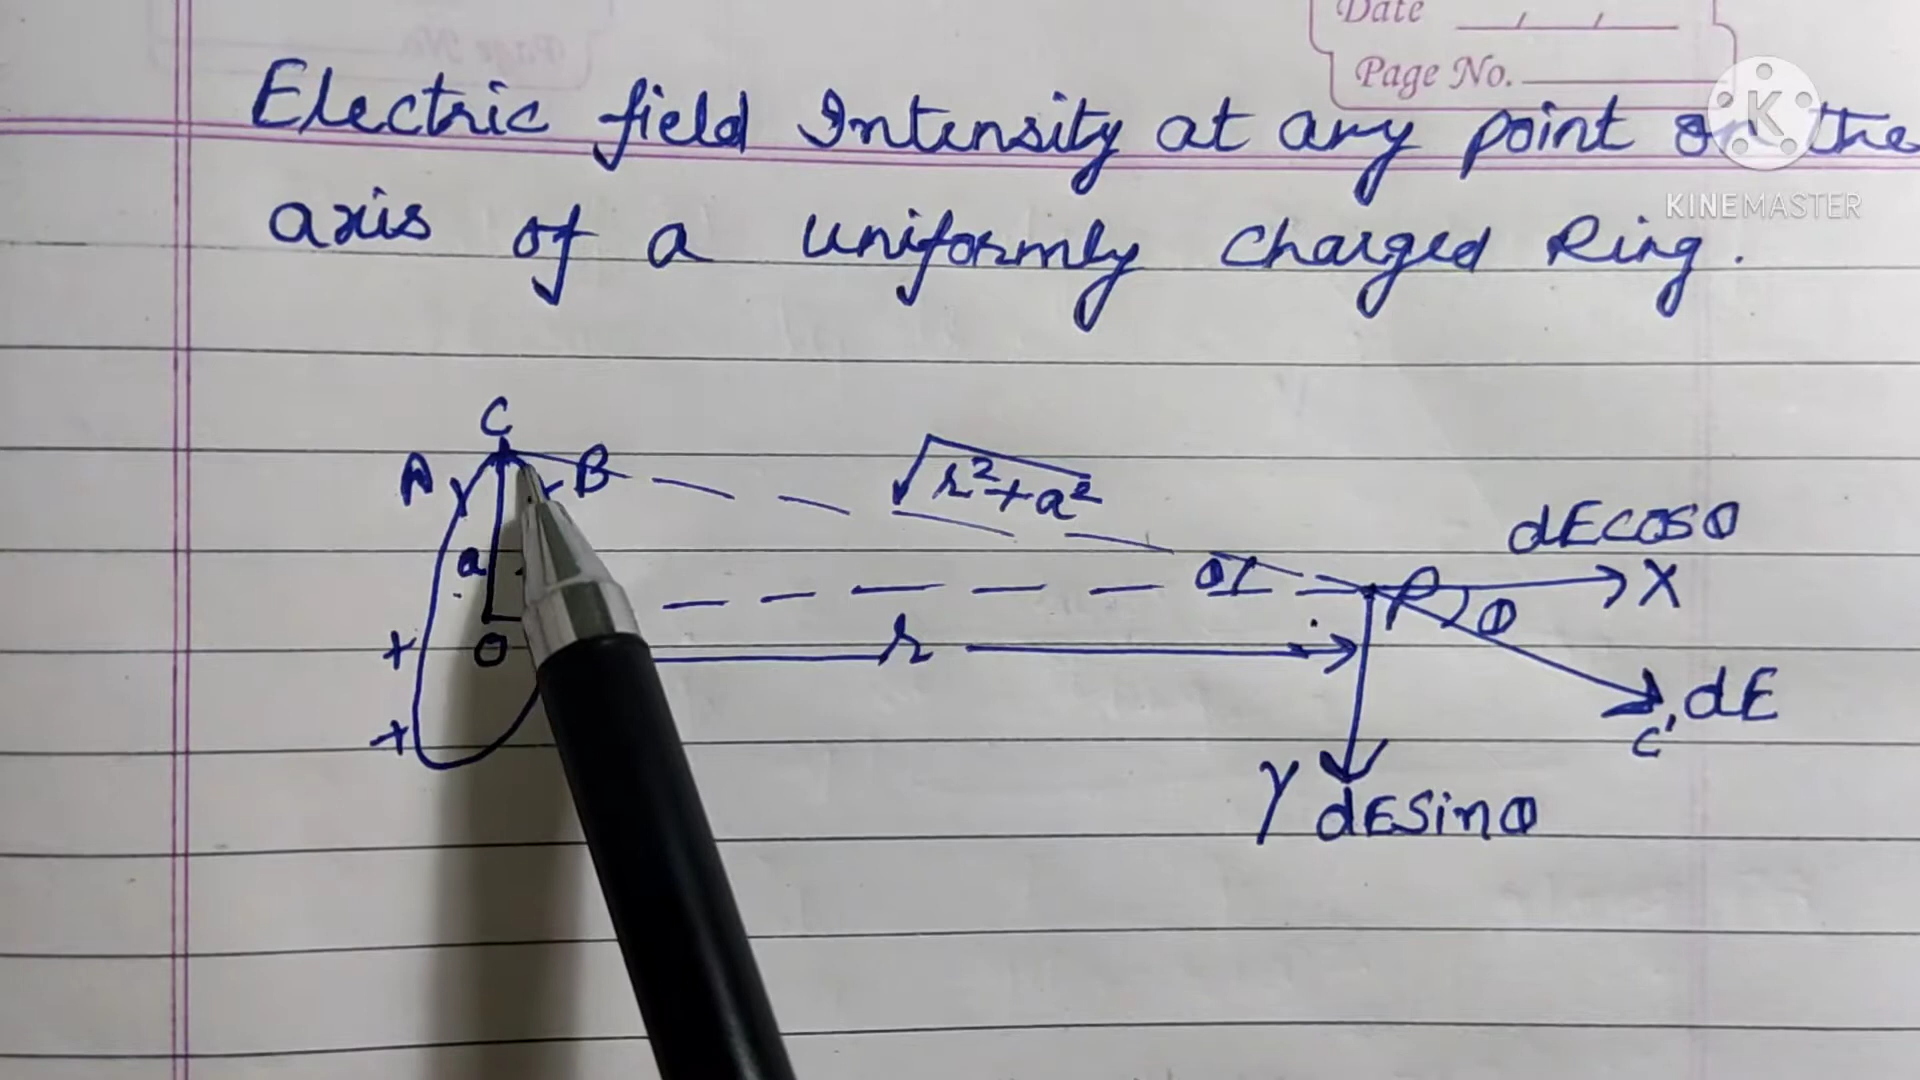 Date / /
Page No.
Electric field Intensity at any point on the
axis of a uniformly charged Ring.
KINEMASTER
C
A
B
√r²+a²
a
dEcosθ
θ
P
X
θ
O
r
dE
C'
Y
dEsinθ
+
+